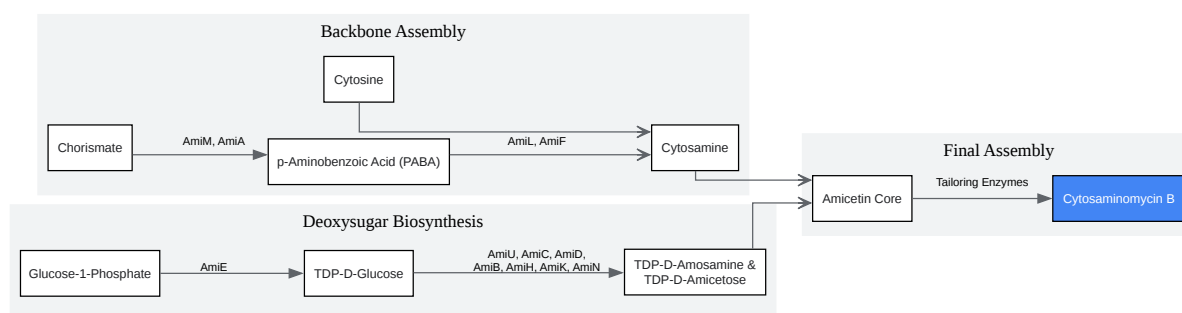 Backbone Assembly
Cytosine
Chorismate
AmiM, AmiA
p-Aminobenzoic Acid (PABA)
AmiL, AmiF
Cytosamine
Final Assembly
Amicetin Core
Tailoring Enzymes
Cytosaminomycin B
Deoxysugar Biosynthesis
Glucose-1-Phosphate
AmiE
TDP-D-Glucose
AmiU, AmiC, AmiD,
AmiB, AmiH, AmiK, AmiN
TDP-D-Amosamine &
TDP-D-Amicetose